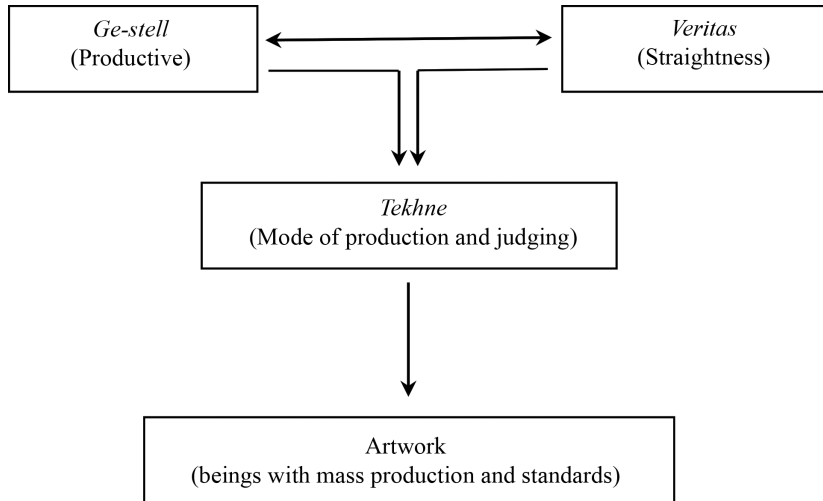 Ge-stell
(Productive)
Veritas
(Straightness)
Tekhne
(Mode of production and judging)
Artwork
(beings with mass production and standards)